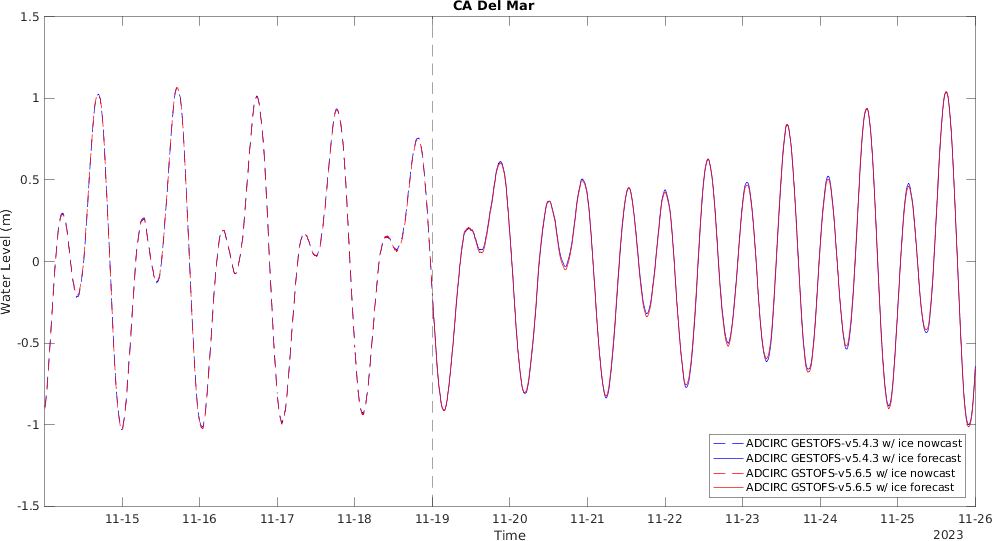 CA Del Mar
1.5
1
0.5
0
-0.5
-1
-1.5
Water Level (m)
ADCIRC GESTOFS-v5.4.3 w/ ice nowcast
ADCIRC GESTOFS-v5.4.3 w/ ice forecast
ADCIRC GSTOFS-v5.6.5 w/ ice nowcast
ADCIRC GSTOFS-v5.6.5 w/ ice forecast
11-15 11-16 11-17 11-18 11-19 11-20 11-21 11-22 11-23 11-24 11-25 11-26
Time
2023